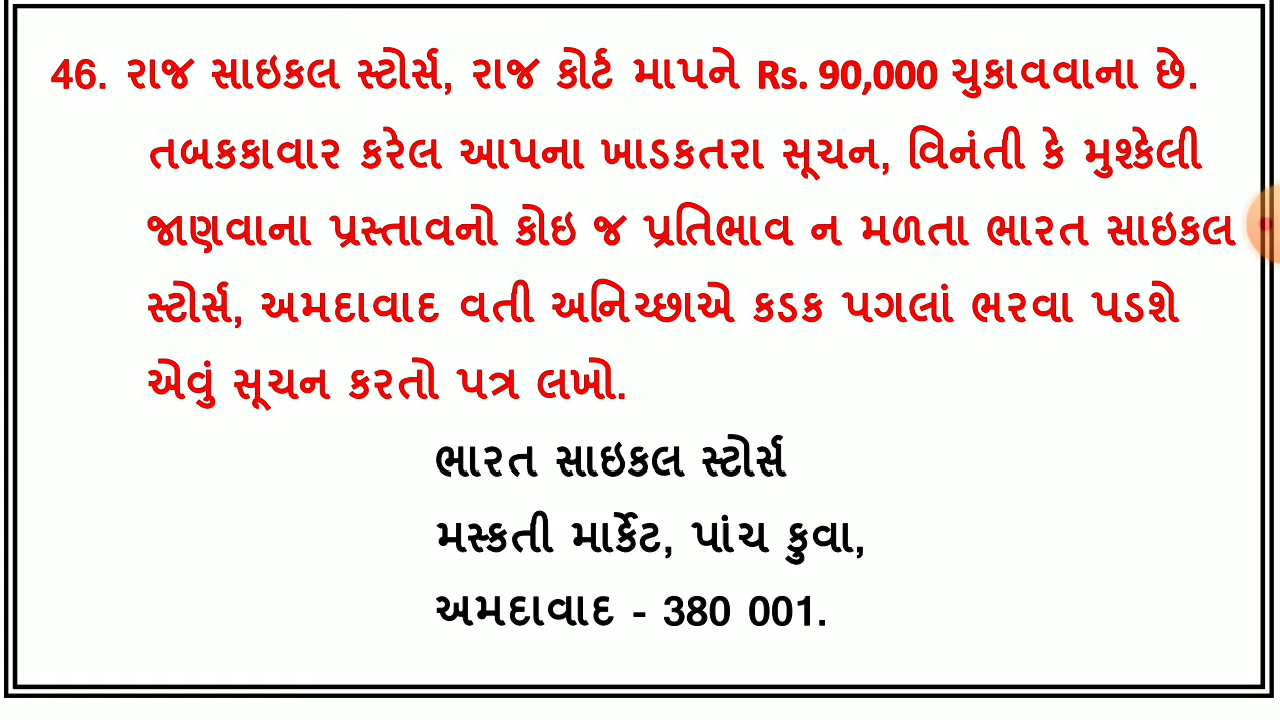 46. રાજ સાઇકલ સ્ટોર્સ, રાજ કોર્ટ માપને Rs. 90,000 ચુકાવવાના છે.
તબકકાવાર કરેલ આપના ખાડકતરા સૂચન, વિનંતી કે મુશ્કેલી
જાણવાના પ્રસ્તાવનો કોઇ જ પ્રતિભાવ ન મળતા ભારત સાઇકલ
સ્ટોર્સ, અમદાવાદ વતી અનિચ્છાએ કડક પગલાં ભરવા પડશે
એવું સૂચન કરતો પત્ર લખો.
ભારત સાઇકલ સ્ટોર્સ
મસ્કતી માર્કેટ, પાંચ કુવા,
અમદાવાદ - 380 001.